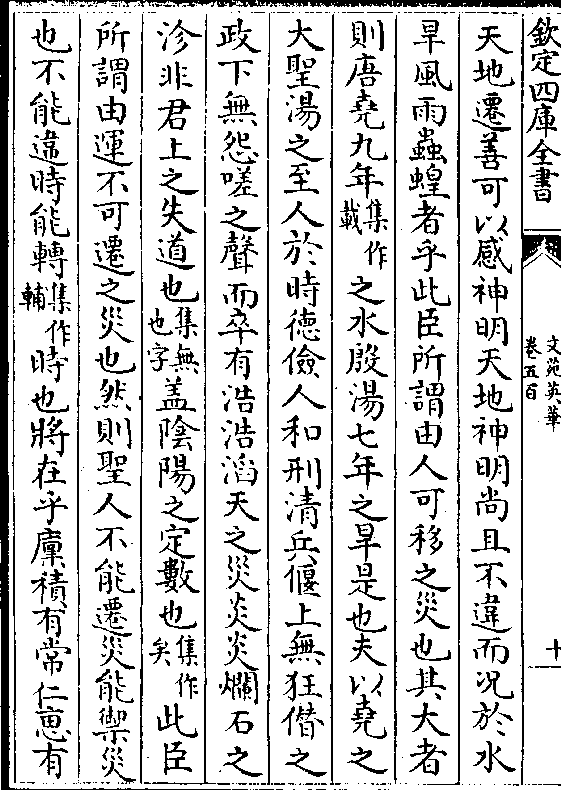 欽定四庫全書
文苑英華
卷五百
十
天地遷善可以感神明天地神明尚且不違而況於水
旱風雨蟲蝗者乎此臣所謂由人可移之災也其大者
則唐堯九年集作載之水殷湯七年之旱是也夫以堯之
大聖湯之至人於時德儉人和刑清兵偃上無狂僭之
政下無怨嗟之聲而卒有浩浩滔天之災炎炎爛石之
沴非君上之失道也集無也字盖陰陽之定數也集作矣此臣
所謂由運不可遷之災也然則聖人不能遷災能禦災
也不能違時能轉集作輔時也將在乎廩積有常仁恵有